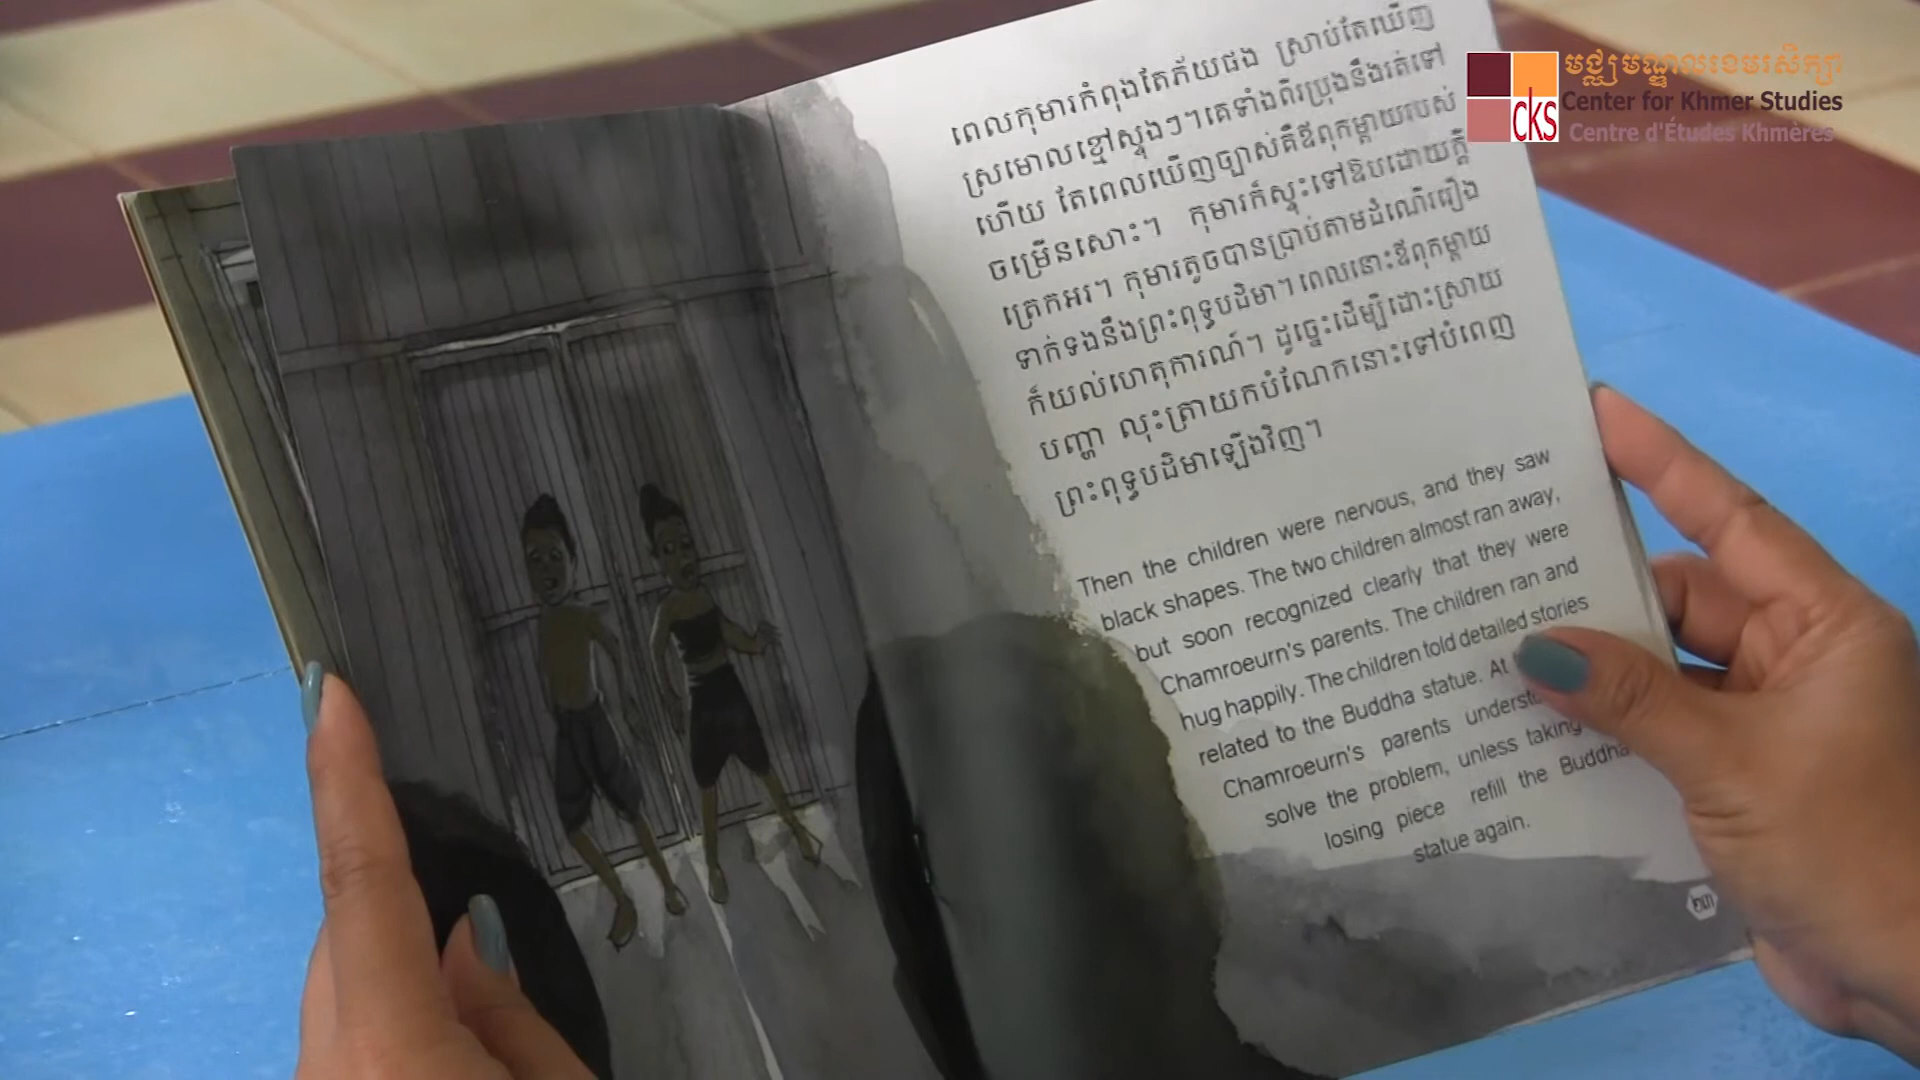 ពេលកុមារកំពុងតែភ័យផង ស្រាប់តែឃើញ
ស្រមោលខ្មៅស្ទុងៗ។គេទាំងពីរប្រុងនឹងរត់ទៅ
ហើយ តែពេលឃើញច្បាស់គឺឪពុកម្ដាយរបស់
ចម្រើនសោះ។ កុមារក៏ស្ទុះទៅឱបដោយក្ដី
ត្រេកអរ។ កុមារតូចបានប្រាប់តាមដំណើររឿង
ទាក់ទងនឹងព្រះពុទ្ធបដិមា។ ពេលនោះឪពុកម្ដាយ
ក៏យល់ហេតុការណ៍។ ដូច្នេះដើម្បីដោះស្រាយ
បញ្ហា លុះត្រាយកបំណែកនោះទៅបំពេញ
ព្រះពុទ្ធបដិមាឡើងវិញ។
Then the children were nervous, and they saw
black shapes. The two children almost ran away,
but soon recognized clearly that they were
Chamroeurn's parents. The children ran and
hug happily. The children told detailed stories
related to the Buddha statue. At
Chamroeurn's parents
solve the problem, unless taking
losing piece refill the Buddha
statue again.
២៣
មជ្ឈមណ្ឌលខេមរសិក្សា
CKS
Center for Khmer Studies
Centre d'Études Khmères